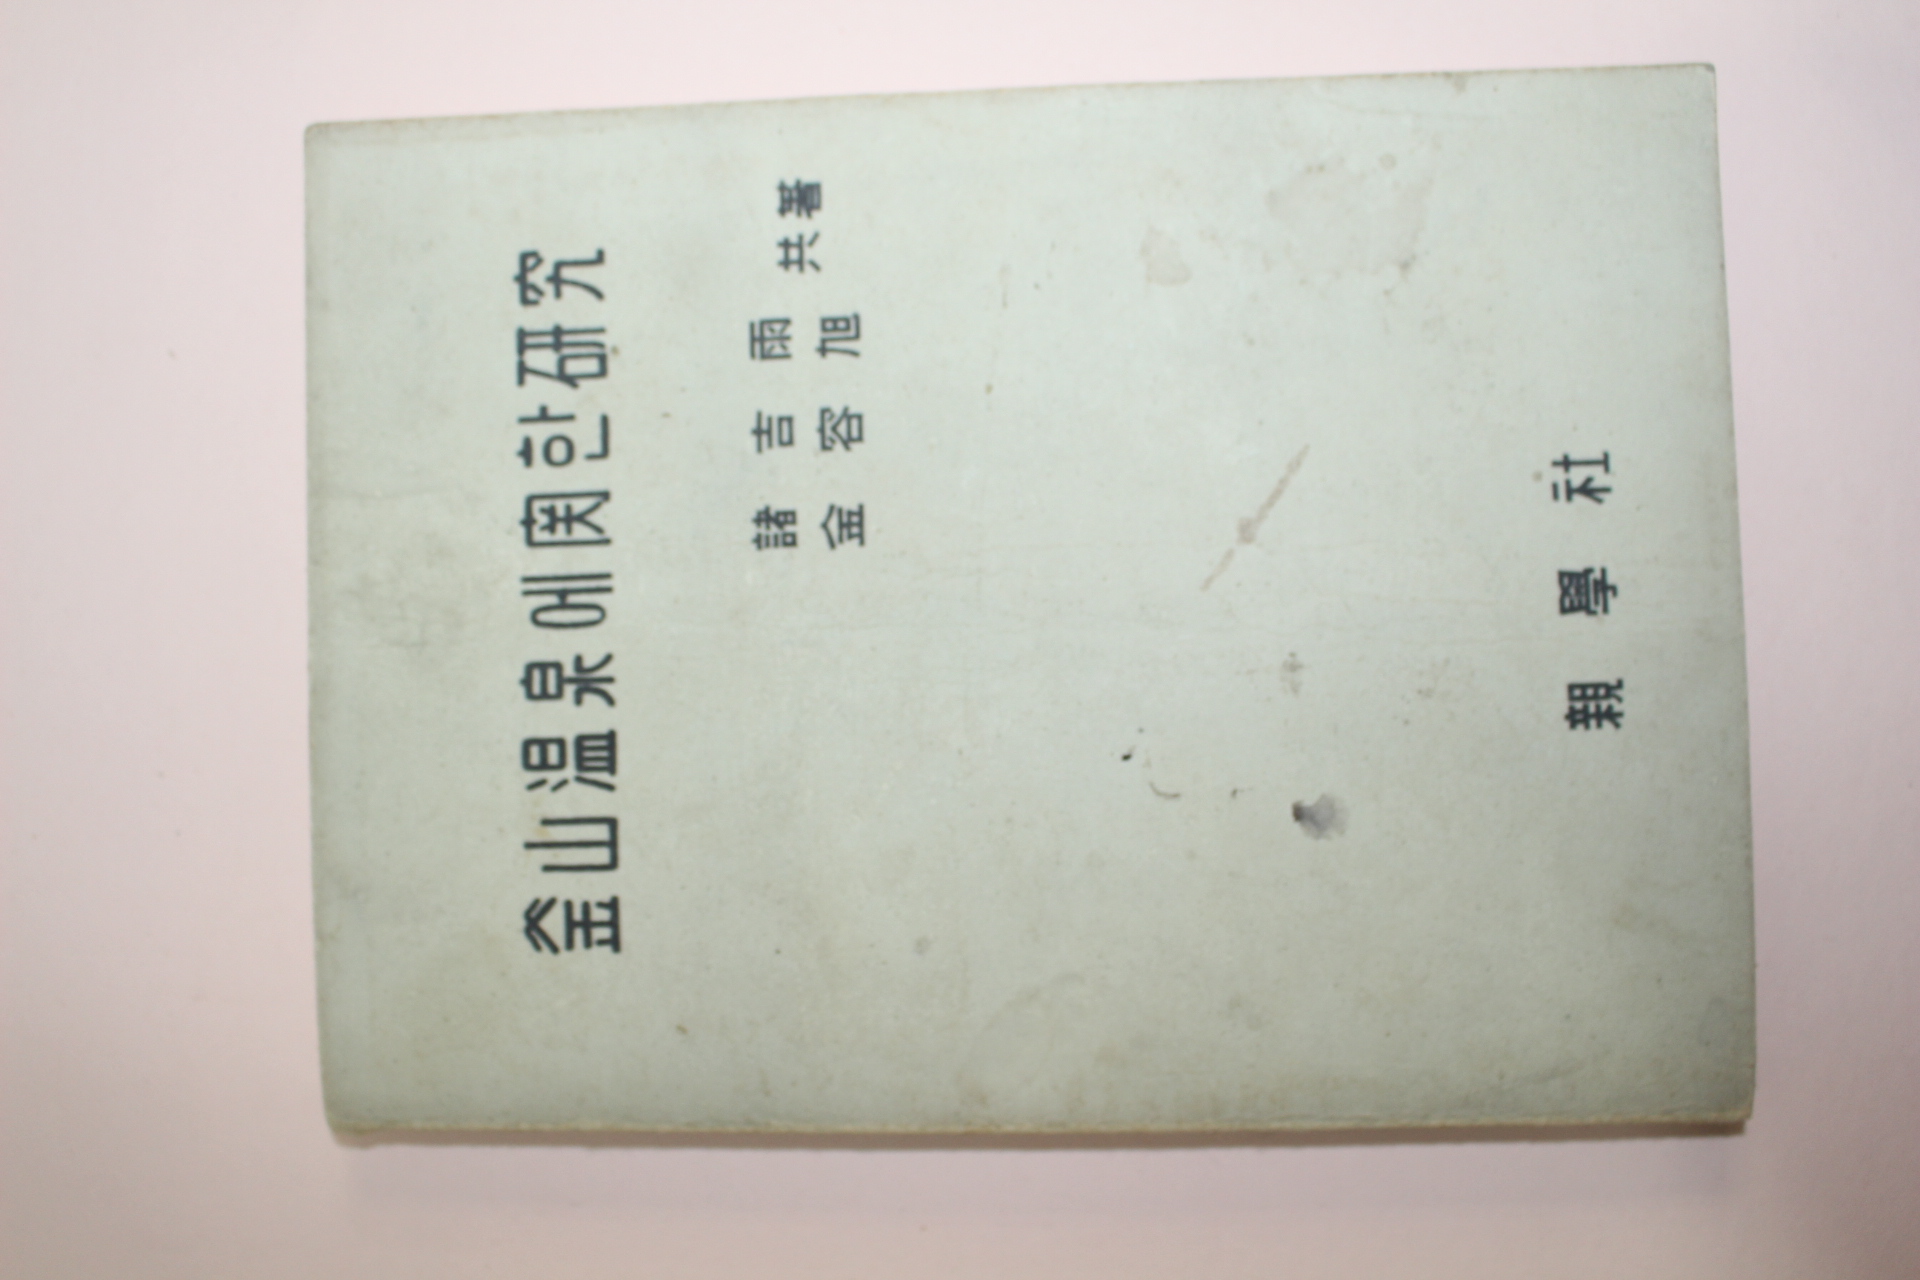 釜山温泉에関한研究
諸吉雨
金容旭
共著
親學社